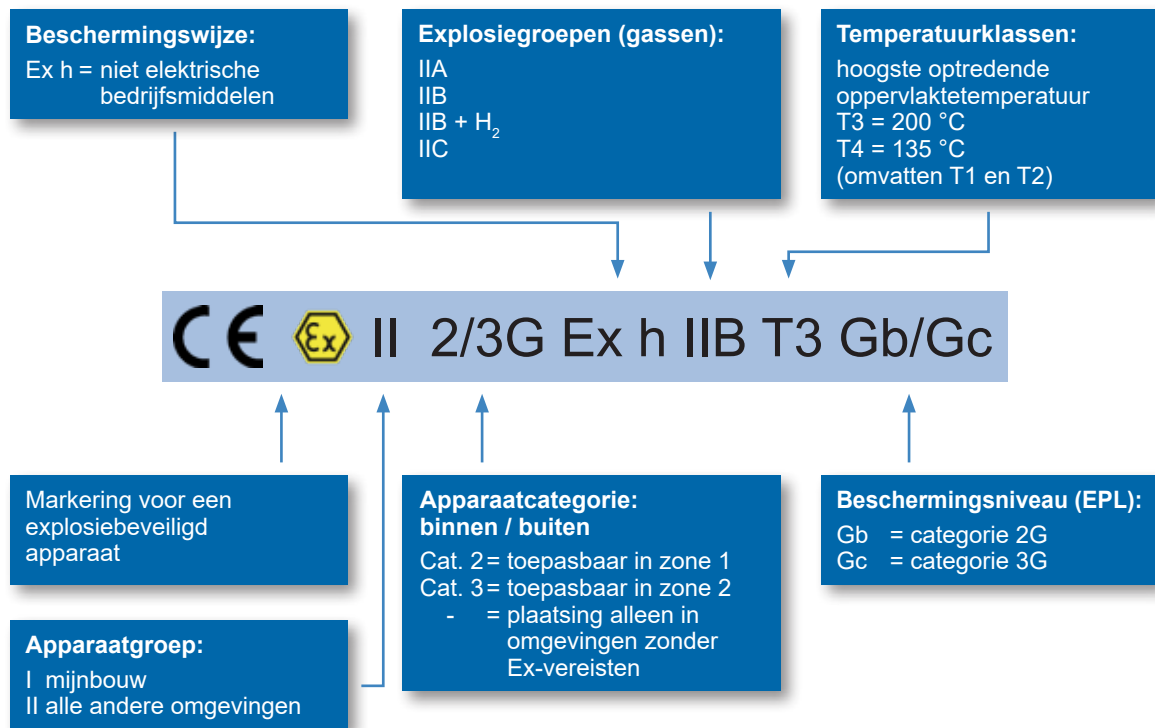 Beschermingswijze:
Ex h = niet elektrische
bedrijfsmiddelen
Explosiegroepen (gassen):
IIA
IIB
IIB + H₂
IIC
Temperatuurklassen:
hoogste optredende
oppervlaktetemperatuur
T3 = 200 °C
T4 = 135 °C
(omvatten T1 en T2)
CE Ex II 2/3G Ex h IIB T3 Gb/Gc
Markering voor een
explosiebeveiligd
apparaat
Apparaatgroep:
I mijnbouw
II alle andere omgevingen
Apparaatcategorie:
binnen / buiten
Cat. 2 = toepasbaar in zone 1
Cat. 3 = toepasbaar in zone 2
- = plaatsing alleen in
omgevingen zonder
Ex-vereisten
Beschermingsniveau (EPL):
Gb = categorie 2G
Gc = categorie 3G